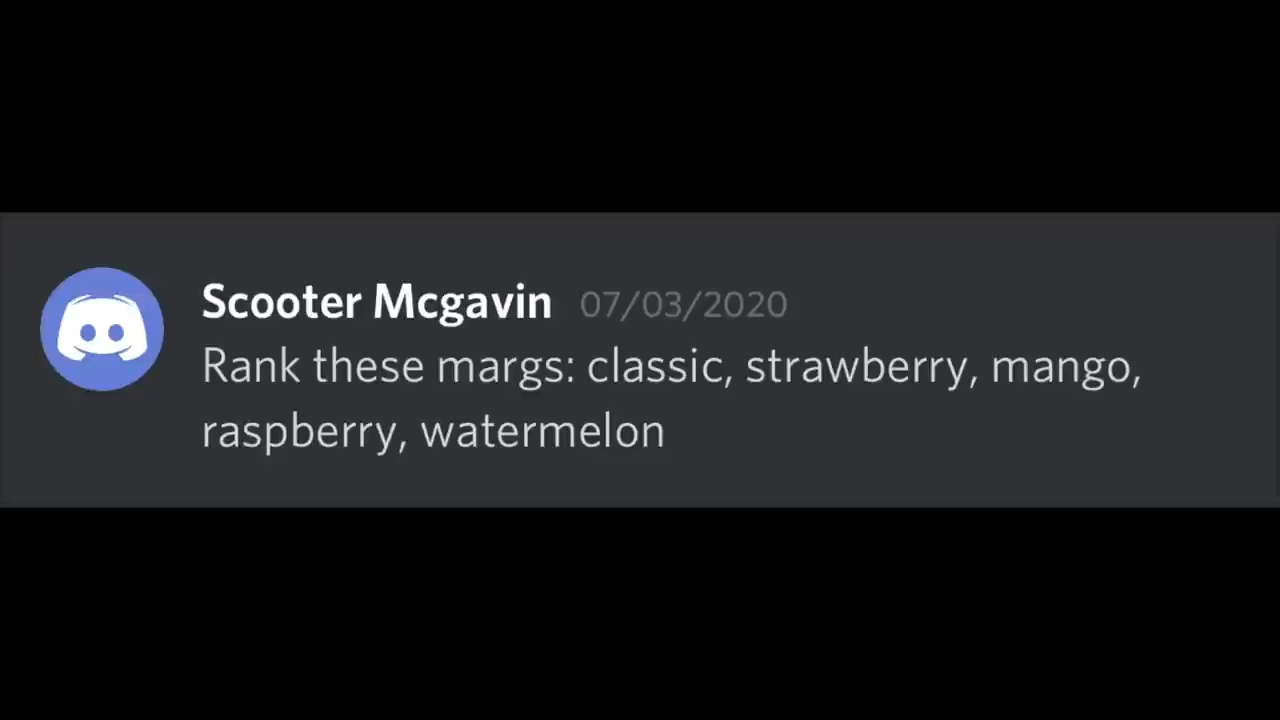 Scooter Mcgavin 07/03/2020
Rank these margs: classic, strawberry, mango,
raspberry, watermelon